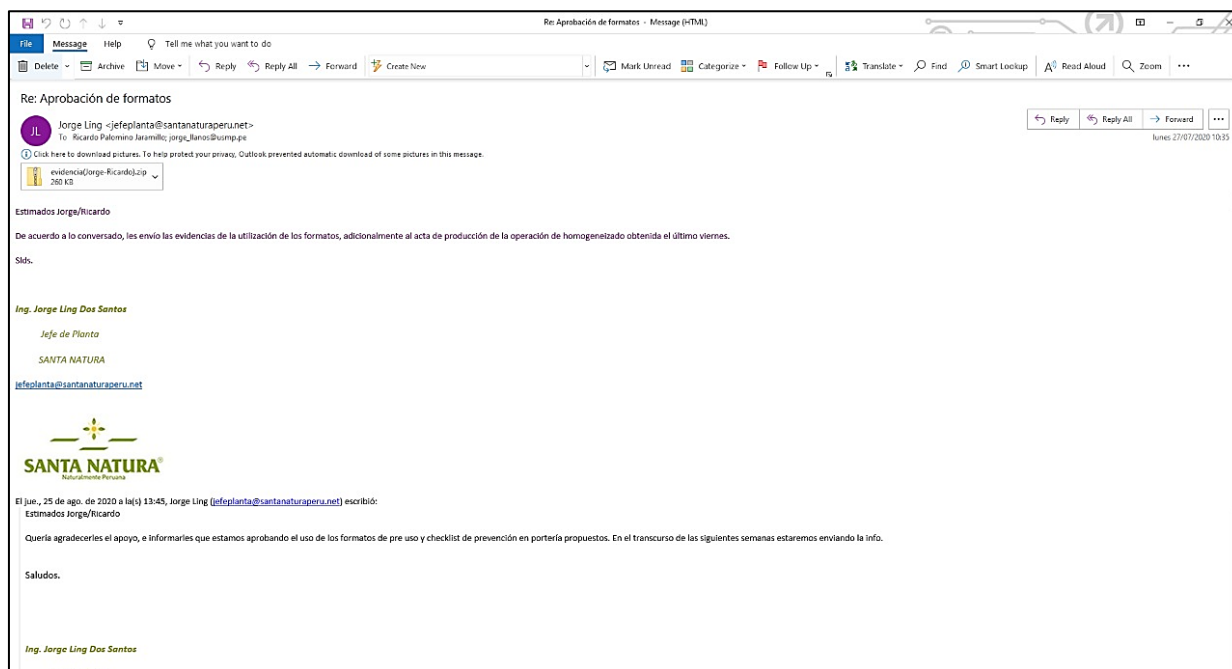 Re: Aprobación de formatos - Message (HTML)
File Message Help Tell me what you want to do
Delete Archive Move Reply Reply All Forward Create New Mark Unread Categorize Follow Up Translate Find Smart Lookup Read Aloud Zoom ...
Re: Aprobación de formatos
JL
Jorge Ling <jefeplanta@santanaturaperu.net>
To Ricardo Palomino Jaramillo; jorge_llanos@usmp.pe
Reply Reply All Forward ...
lunes 27/07/2020 10:35
Click here to download pictures. To help protect your privacy, Outlook prevented automatic download of some pictures in this message.
evidencia(Jorge-Ricardo).zip
260 KB
Estimados Jorge/Ricardo
De acuerdo a lo conversado, les envío las evidencias de la utilización de los formatos, adicionalmente al acta de producción de la operación de homogeneizado obtenida el último viernes.
Slds.
Ing. Jorge Ling Dos Santos
Jefe de Planta
SANTA NATURA
jefeplanta@santanaturaperu.net
SANTA NATURA®
Naturalmente Peruana
El jue., 25 de ago. de 2020 a la(s) 13:45, Jorge Ling (jefeplanta@santanaturaperu.net) escribió:
Estimados Jorge/Ricardo
Quería agradecerles el apoyo, e informarles que estamos aprobando el uso de los formatos de pre uso y checklist de prevención en portería propuestos. En el transcurso de las siguientes semanas estaremos enviando la info.
Saludos.
Ing. Jorge Ling Dos Santos